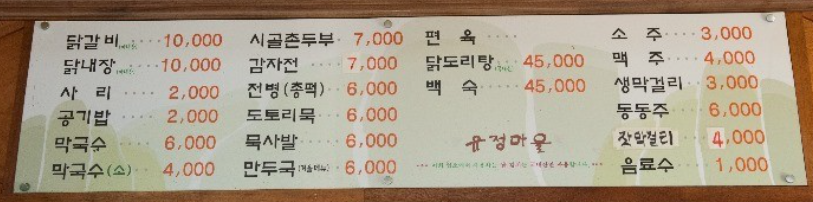 닭갈비 ···· 10,000
닭내장 ···· 10,000
사 리 ···· 2,000
공기밥 ···· 2,000
막국수 ···· 6,000
막국수(소) ·· 4,000
시골촌두부 · 7,000
감자전 ···· 7,000
전병(총떡) ·· 6,000
도토리묵 ··· 6,000
묵사발 ···· 6,000
만두국 (겨울메뉴) · 6,000
편 육 ····
닭도리탕 45,000
백 숙 ···· 45,000
유정마을
소 주 ··· 3,000
맥 주 ···· 4,000
생막걸리 ·· 3,000
동동주 ···· 6,000
잣막걸리 ·· 4,000
음료수 ··· 1,000